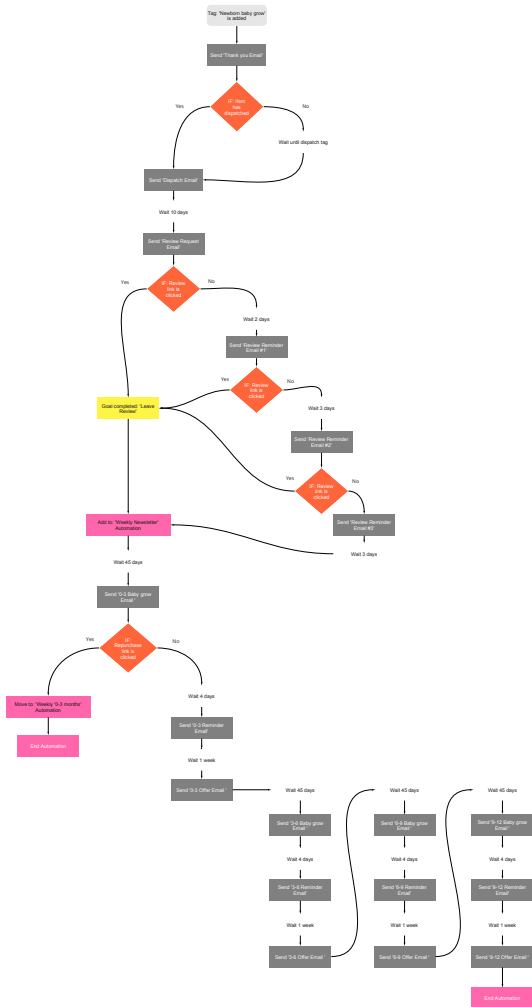 Tag: 'Newborn baby grow'
is added
Send 'Thank you Email'
IF: Item
has
dispatched
Yes
No
Wait until dispatch tag
Send 'Dispatch Email'
Wait 10 days
Send 'Review Request
Email'
IF: Review
link is
clicked
Yes
No
Wait 2 days
Send 'Review Reminder
Email #1'
IF: Review
link is
clicked
Yes
No
Wait 3 days
Goal completed: 'Leave
Review'
Send 'Review Reminder
Email #2'
IF: Review
link is
clicked
Yes
No
Send 'Review Reminder
Email #3'
Wait 3 days
Add to: 'Weekly Newsletter'
Automation
Wait 45 days
Send '0-3 Baby grow
Email '
IF:
Repurchase
link is
clicked
Yes
No
Move to: 'Weekly '0-3 months'
Automation
End Automation
Wait 4 days
Send '0-3 Reminder
Email'
Wait 1 week
Send '0-3 Offer Email '
Wait 45 days
Send '3-6 Baby grow
Email '
Wait 4 days
Send '3-6 Reminder
Email'
Wait 1 week
Send '3-6 Offer Email '
Wait 45 days
Send '6-9 Baby grow
Email '
Wait 4 days
Send '6-9 Reminder
Email'
Wait 1 week
Send '6-9 Offer Email '
Wait 45 days
Send '9-12 Baby grow
Email '
Wait 4 days
Send '9-12 Reminder
Email'
Wait 1 week
Send '9-12 Offer Email '
End Automation